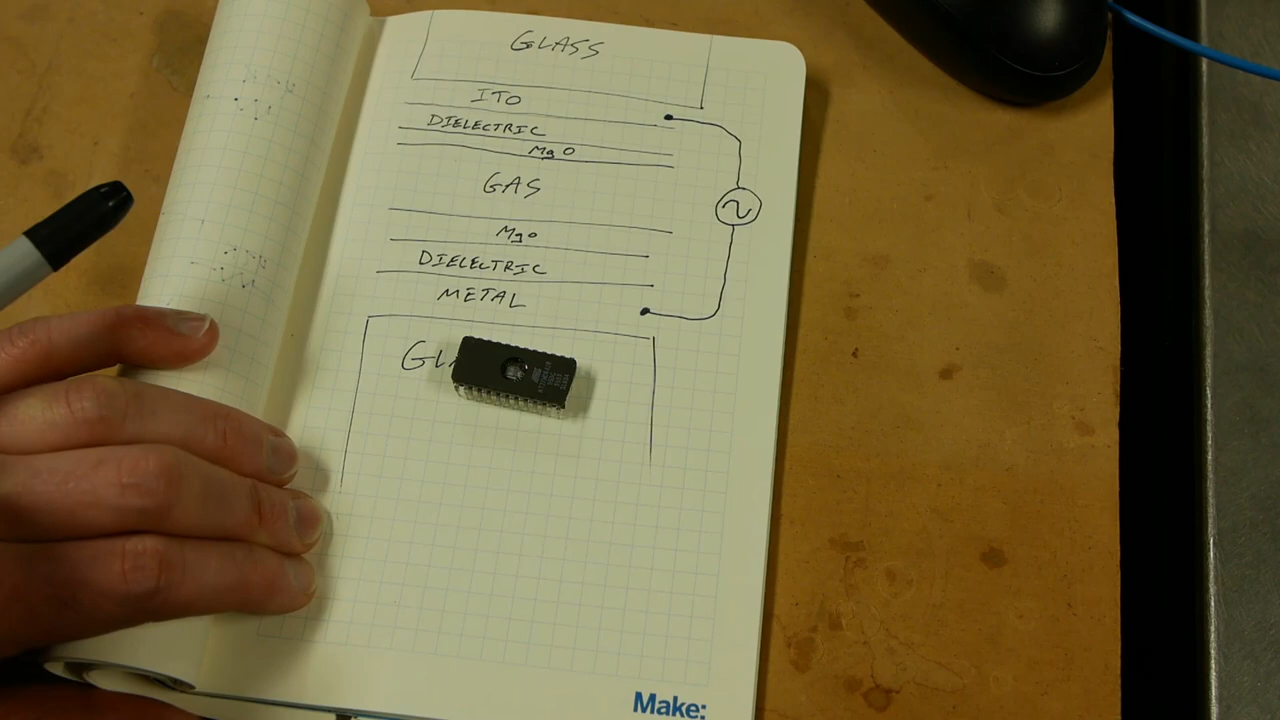 GLASS
ITO
DIELECTRIC
MgO
GAS
MgO
DIELECTRIC
METAL
Make: